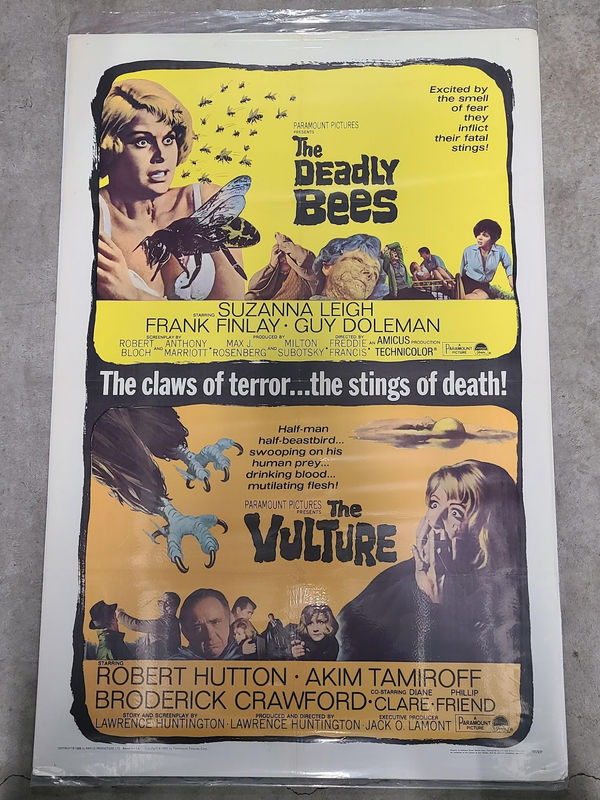 Excited by
the smell
of fear
they
inflict
their fatal
stings!
PARAMOUNT PICTURES
PRESENTS
The
DEADLY
BEES
STARRING SUZANNA LEIGH
FRANK FINLAY · GUY DOLEMAN
SCREENPLAY BY ROBERT BLOCH AND ANTHONY MARRIOTT · PRODUCED BY MAX J. ROSENBERG AND MILTON SUBOTSKY · DIRECTED BY FREDDIE FRANCIS · AN AMICUS PRODUCTION TECHNICOLOR®
A PARAMOUNT PICTURE
The claws of terror...the stings of death!
Half-man
half-beastbird...
swooping on his
human prey...
drinking blood...
mutilating flesh!
PARAMOUNT PICTURES
PRESENTS
The
VULTURE
STARRING
ROBERT HUTTON · AKIM TAMIROFF
BRODERICK CRAWFORD · CO-STARRING DIANE CLARE · PHILLIP FRIEND
STORY AND SCREENPLAY BY LAWRENCE HUNTINGTON · PRODUCED AND DIRECTED BY LAWRENCE HUNTINGTON · EXECUTIVE PRODUCER JACK O. LAMONT
A PARAMOUNT PICTURE